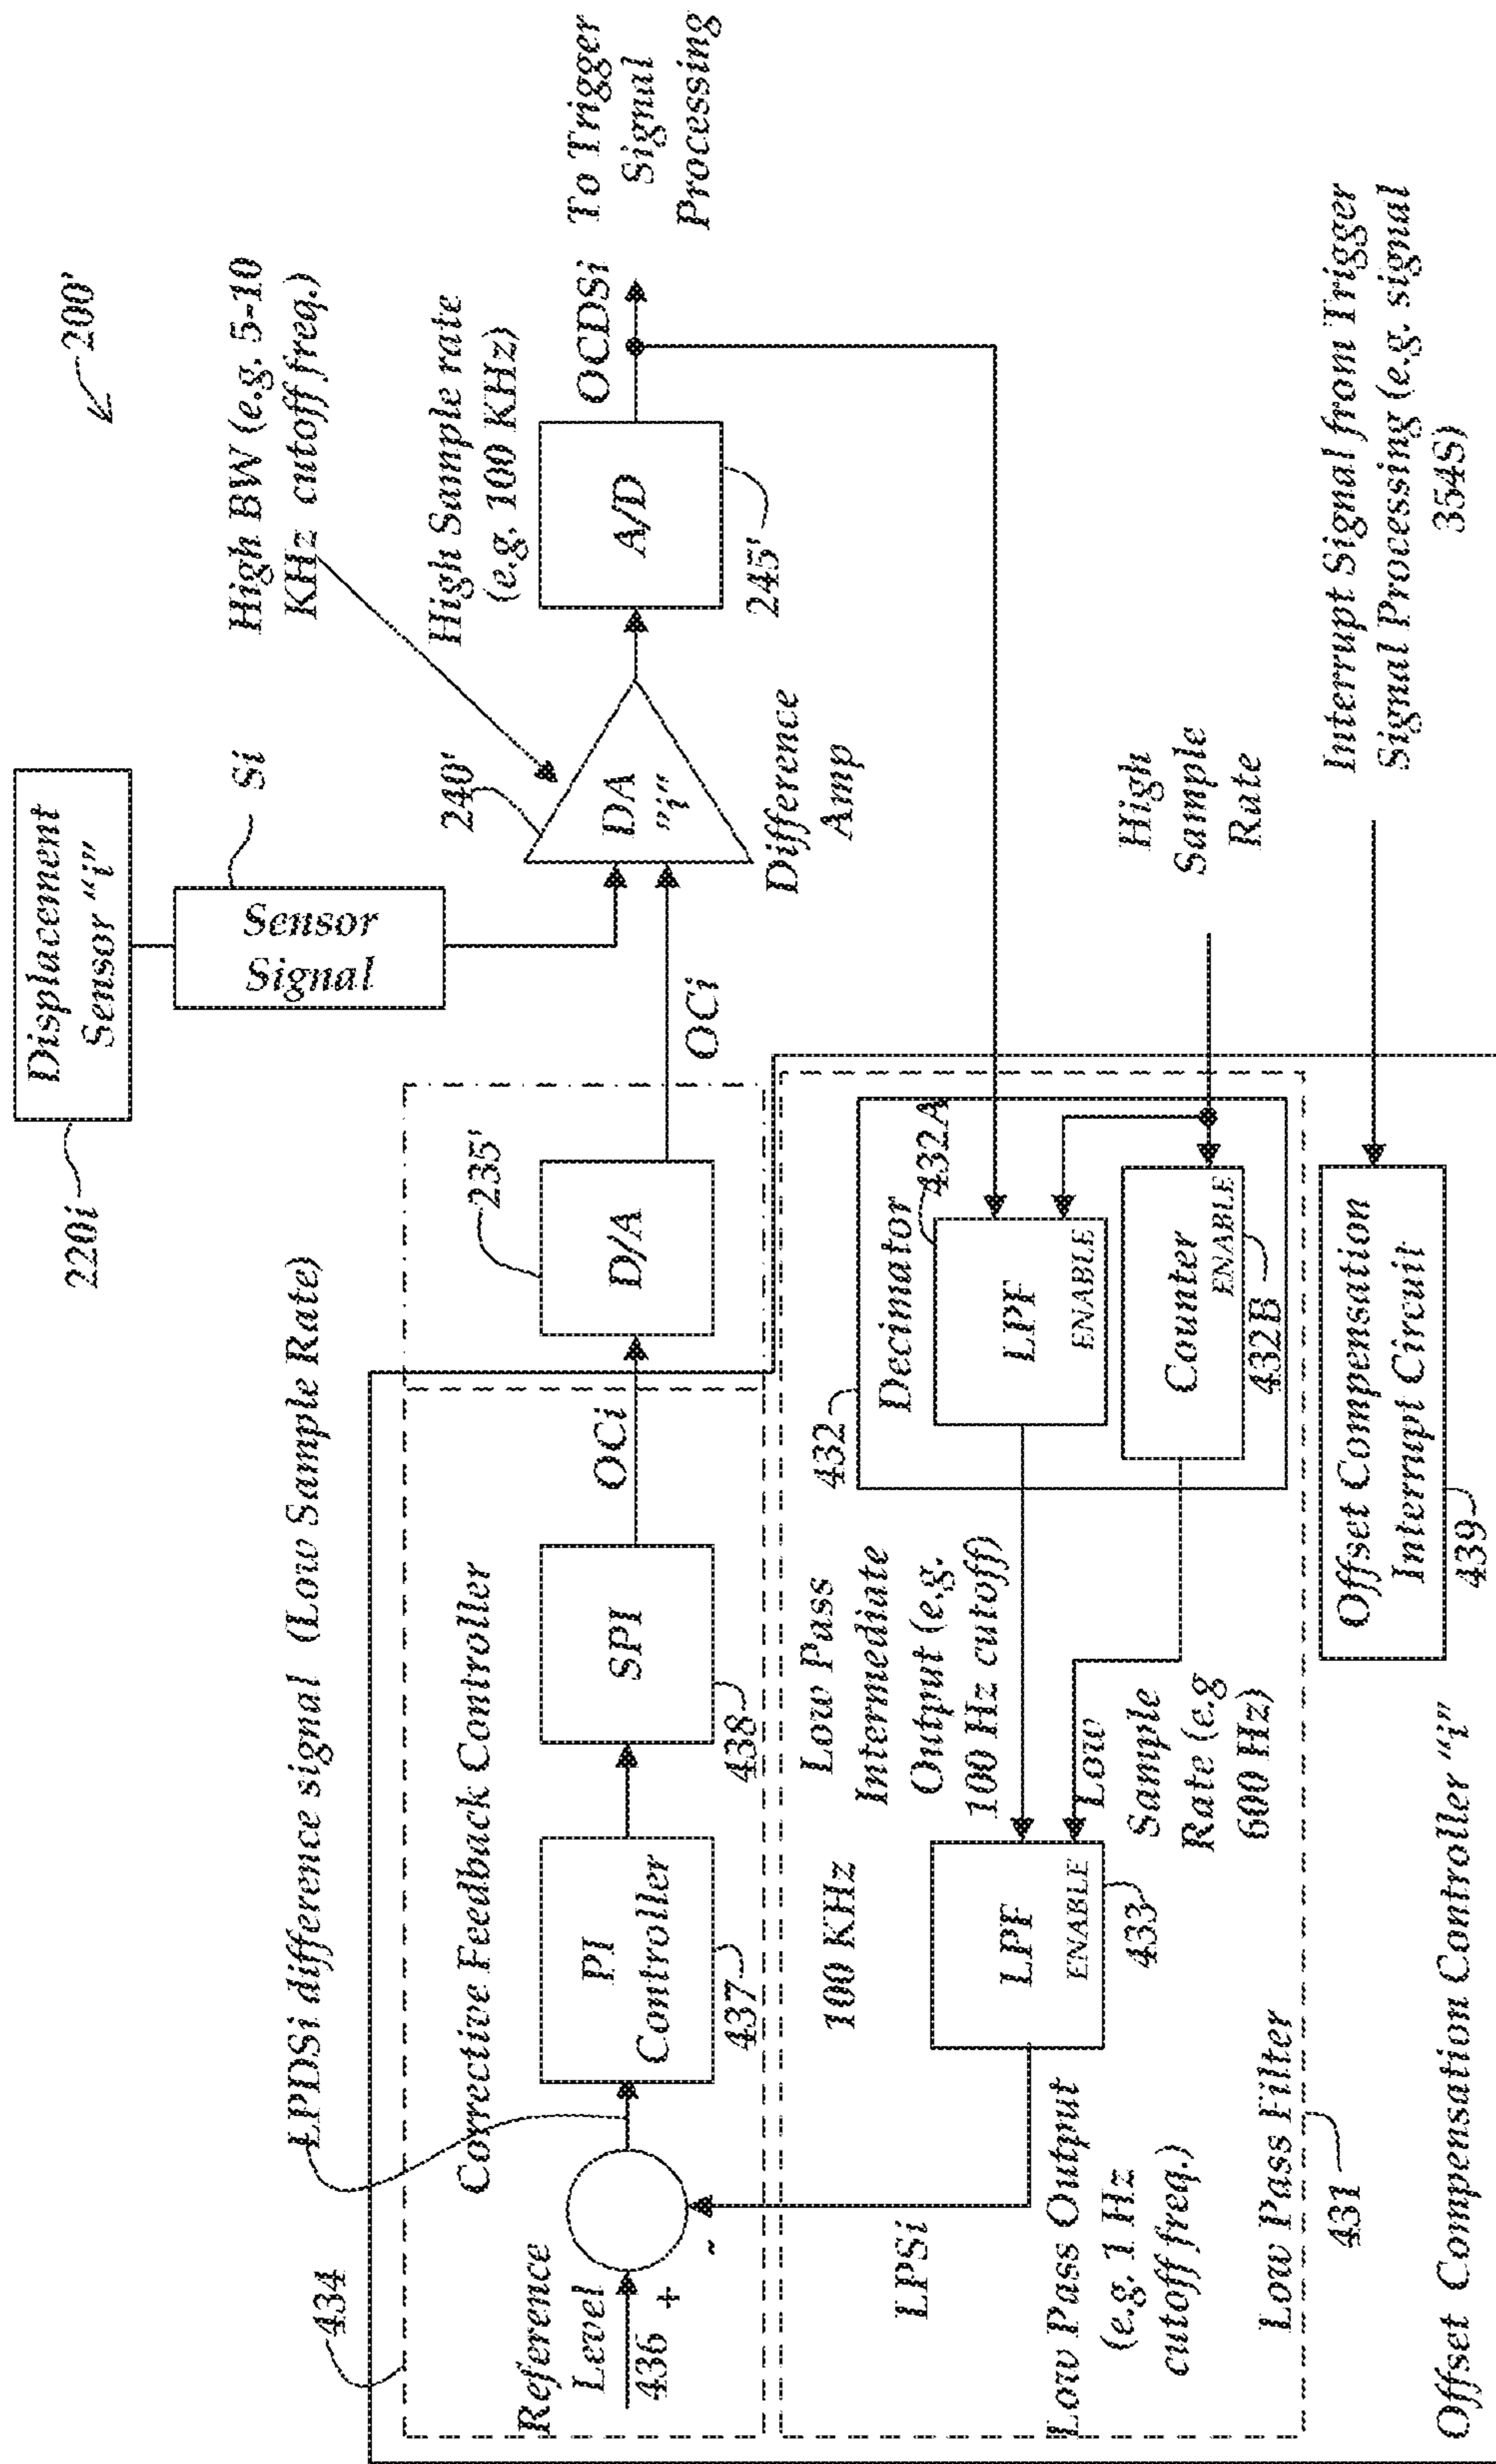 200'
Displacement
Sensor "i"
220i
Si
Sensor
Signal
High BW (e.g. 5-10
KHz cutoff freq.)
240'
DA
"i"
Difference
Amp
High Sample rate
(e.g. 100 KHz)
A/D
245'
OCDSi
To Trigger
Signal
Processing
LPDSi difference signal (Low Sample Rate)
434
Corrective Feedback Controller
Reference
Level
436
+
-
PI
Controller
437
SPI
438
OCi
D/A
235'
OCi
LPSi
Low Pass Output
(e.g. 1 Hz
cutoff freq.)
100 KHz
LPF
ENABLE
433
Low Pass
Intermediate
Output (e.g.
100 Hz cutoff)
Low
Sample
Rate (e.g
600 Hz)
432
Decimator
432A
LPF
ENABLE
Counter
ENABLE
432B
High
Sample
Rate
Low Pass Filter
431
Offset Compensation
Interrupt Circuit
439
Interrupt Signal from Trigger
Signal Processing (e.g. signal
354S)
Offset Compensation Controller "i"